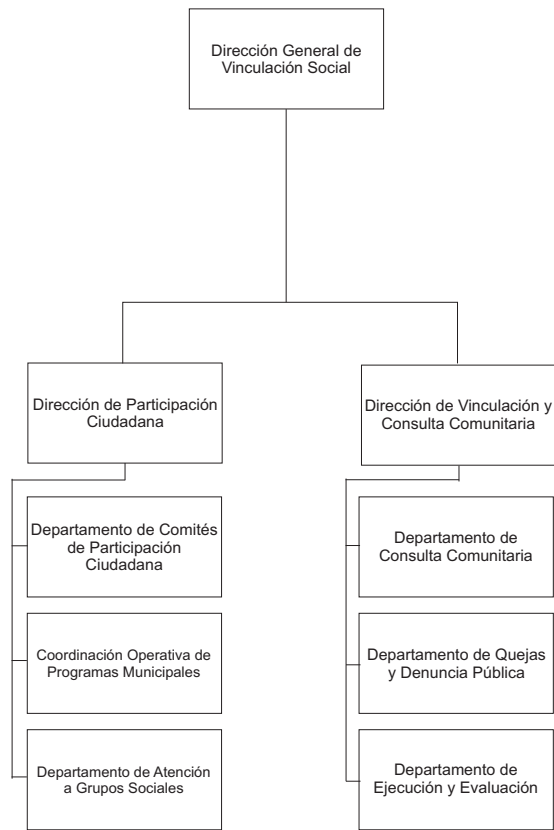 Dirección General de
Vinculación Social
Dirección de Participación
Ciudadana
Dirección de Vinculación y
Consulta Comunitaria
Departamento de Comités
de Participación
Ciudadana
Departamento de
Consulta Comunitaria
Coordinación Operativa de
Programas Municipales
Departamento de Quejas
y Denuncia Pública
Departamento de Atención
a Grupos Sociales
Departamento de
Ejecución y Evaluación